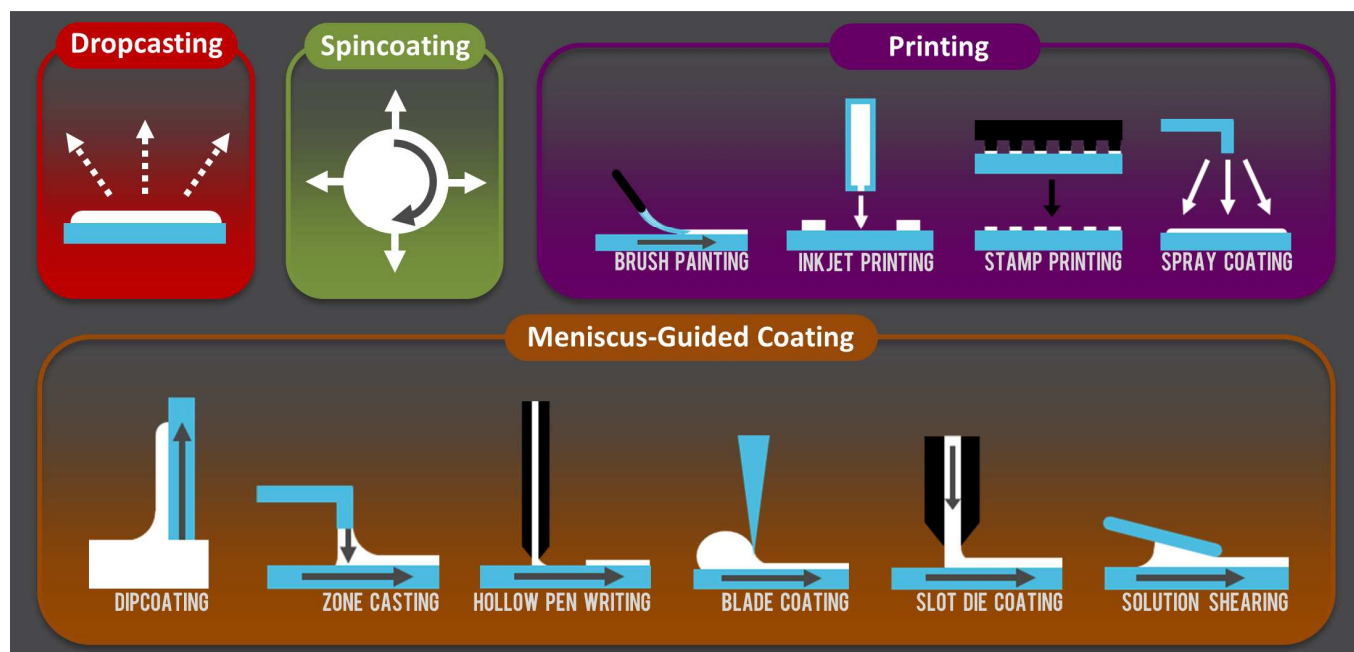 Dropcasting
Spincoating
Printing
BRUSH PAINTING
INKJET PRINTING
STAMP PRINTING
SPRAY COATING
Meniscus-Guided Coating
DIPCOATING
ZONE CASTING
HOLLOW PEN WRITING
BLADE COATING
SLOT DIE COATING
SOLUTION SHEARING